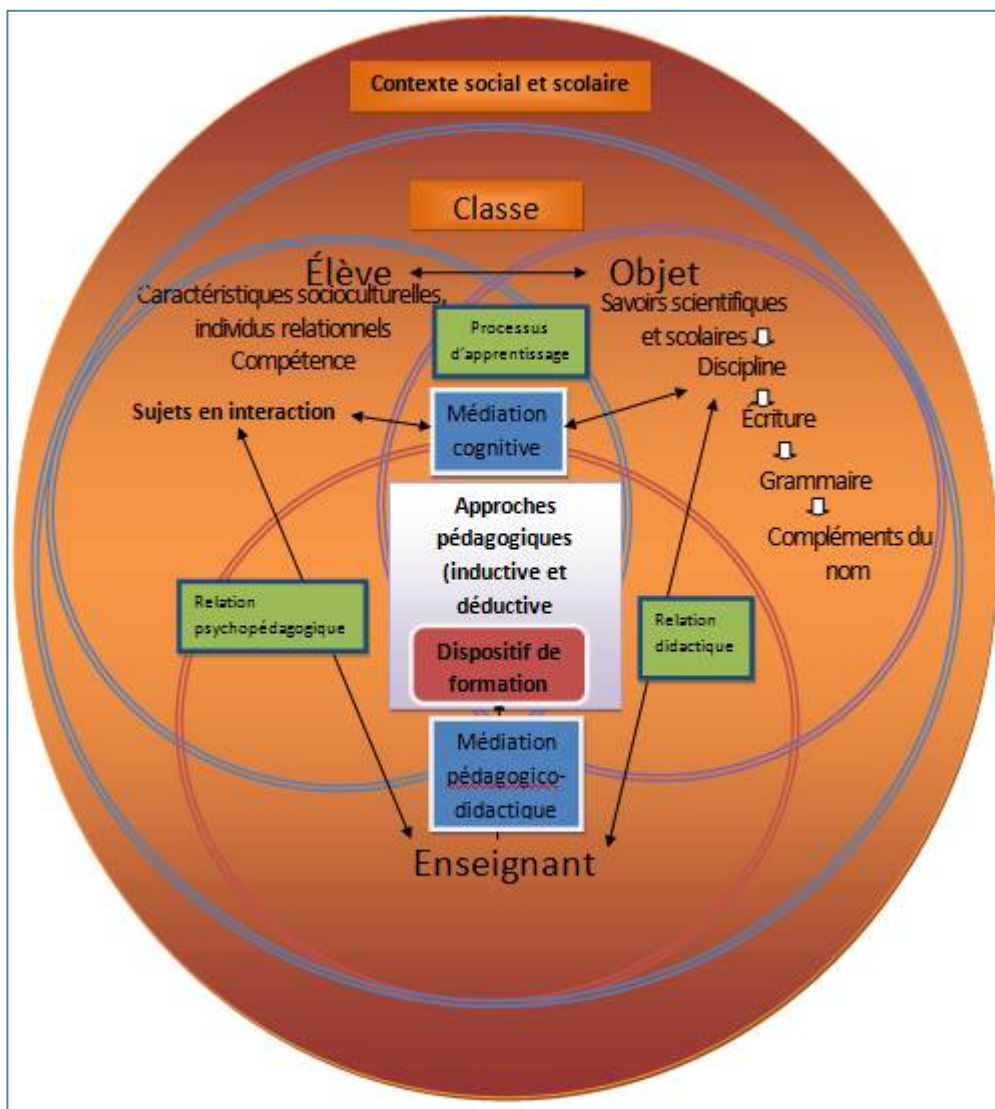 Contexte social et scolaire
Classe
Élève
Objet
Caractéristiques socioculturelles,
individus relationnels
Compétence
Savoirs scientifiques
et scolaires
Discipline
Processus
d'apprentissage
Sujets en interaction
Médiation
cognitive
Écriture
Grammaire
Compléments du
nom
Approches
pédagogiques
(inductive et
déductive
Relation
psychopédagogique
Relation
didactique
Dispositif de
formation
Médiation
pédagogico-
didactique
Enseignant